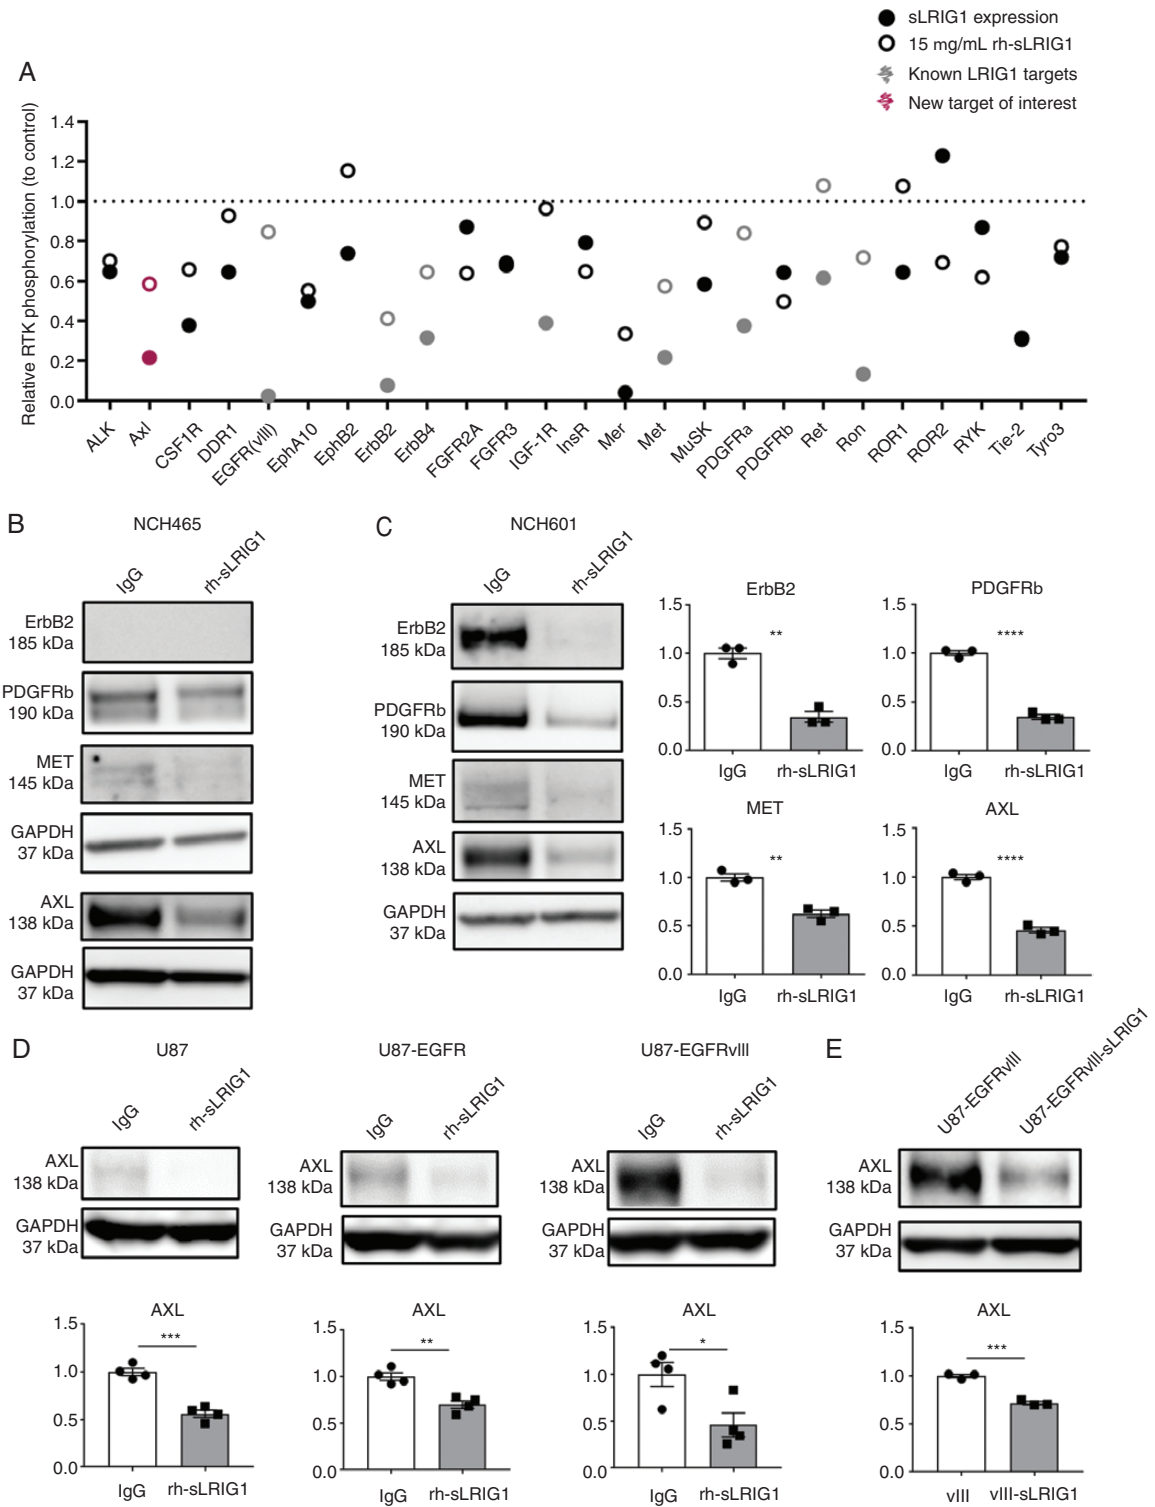 sLRIG1 expression
15 mg/mL rh-sLRIG1
Known LRIG1 targets
New target of interest
A
Relative RTK phosphorylation (to control)
1.4
1.2
1.0
0.8
0.6
0.4
0.2
0.0
ALK
Axl
CSF1R
DDR1
EGFR(vIII)
EphA10
EphB2
ErbB2
ErbB4
FGFR2A
FGFR3
IGF-1R
InsR
Mer
Met
MuSK
PDGFRa
PDGFRb
Ret
Ron
ROR1
ROR2
RYK
Tie-2
Tyro3
B
NCH465
IgG
rh-sLRIG1
ErbB2
185 kDa
PDGFRb
190 kDa
MET
145 kDa
GAPDH
37 kDa
AXL
138 kDa
GAPDH
37 kDa
C
NCH601
IgG
rh-sLRIG1
ErbB2
185 kDa
PDGFRb
190 kDa
MET
145 kDa
AXL
138 kDa
GAPDH
37 kDa
ErbB2
1.5
1.0
0.5
0.0
**
IgG
rh-sLRIG1
PDGFRb
1.5
1.0
0.5
0.0
****
IgG
rh-sLRIG1
MET
1.5
1.0
0.5
0.0
**
IgG
rh-sLRIG1
AXL
1.5
1.0
0.5
0.0
****
IgG
rh-sLRIG1
D
U87
IgG
rh-sLRIG1
AXL
138 kDa
GAPDH
37 kDa
AXL
1.5
1.0
0.5
0.0
***
IgG
rh-sLRIG1
U87-EGFR
IgG
rh-sLRIG1
AXL
138 kDa
GAPDH
37 kDa
AXL
1.5
1.0
0.5
0.0
**
IgG
rh-sLRIG1
U87-EGFRvIII
IgG
rh-sLRIG1
AXL
138 kDa
GAPDH
37 kDa
AXL
1.5
1.0
0.5
0.0
*
IgG
rh-sLRIG1
E
U87-EGFRvIII
U87-EGFRvIII-sLRIG1
AXL
138 kDa
GAPDH
37 kDa
AXL
1.5
1.0
0.5
0.0
***
vIII
vIII-sLRIG1